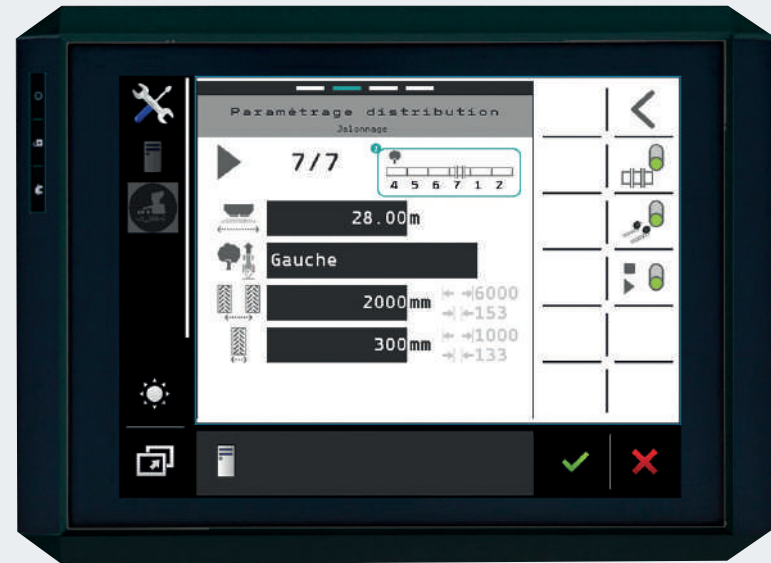 Paramétrage distribution
Jalonnage
7/7
4 5 6 7 1 2
28.00m
Gauche
2000mm
6000
153
300mm
1000
133